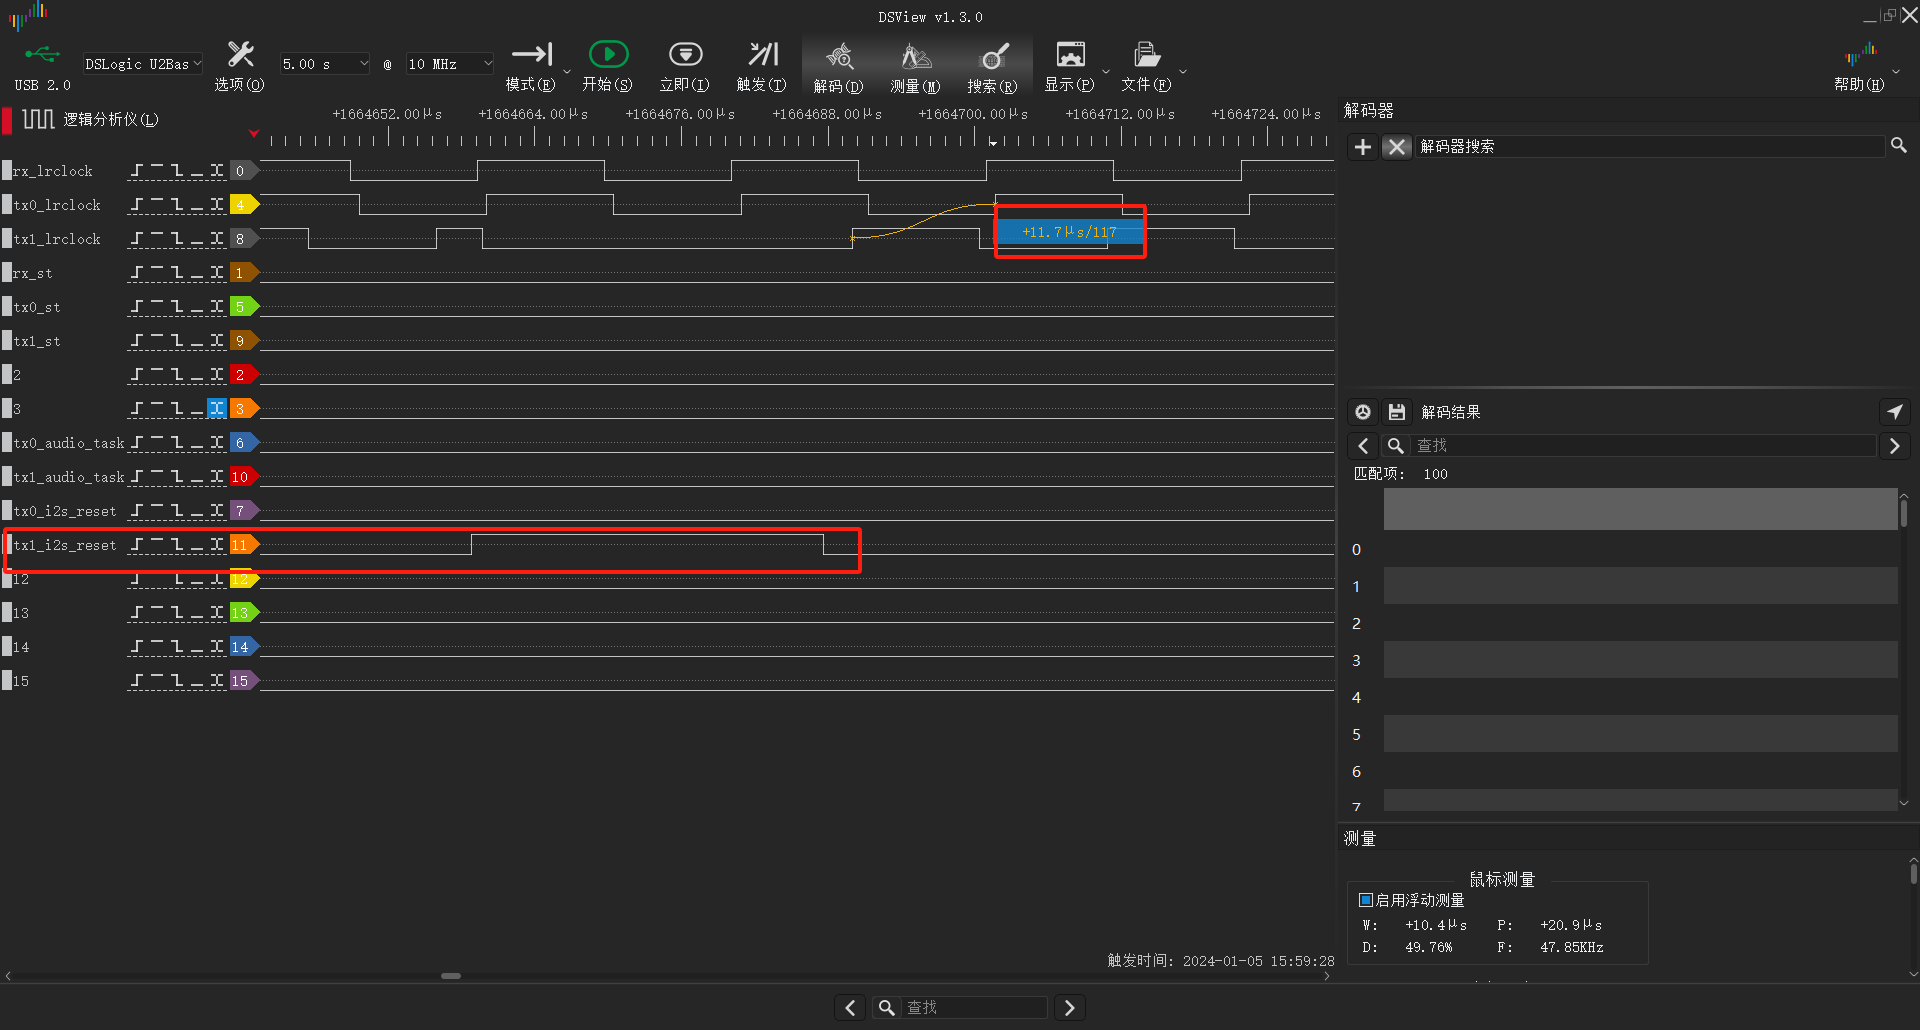 DSView v1.3.0
USB 2.0
DSLogic U2Bas
选项(O)
5.00 s
@
10 MHz
模式(E)
开始(S)
立即(I)
触发(T)
解码(D)
测量(M)
搜索(R)
显示(P)
文件(F)
帮助(H)
逻辑分析仪(L)
+1664652.00μs
+1664664.00μs
+1664676.00μs
+1664688.00μs
+1664700.00μs
+1664712.00μs
+1664724.00μs
rx_lrclock 0
tx0_lrclock 4
tx1_lrclock 8
+11.7μs/117
rx_st 1
tx0_st 5
tx1_st 9
2 2
3 3
tx0_audio_task 6
tx1_audio_task 10
tx0_i2s_reset 7
tx1_i2s_reset 11
12 12
13 13
14 14
15 15
触发时间: 2024-01-05 15:59:28
查找
解码器
解码器搜索
解码结果
查找
匹配项: 100
0
1
2
3
4
5
6
7
测量
鼠标测量
启用浮动测量
W: +10.4μs P: +20.9μs
D: 49.76% F: 47.85KHz